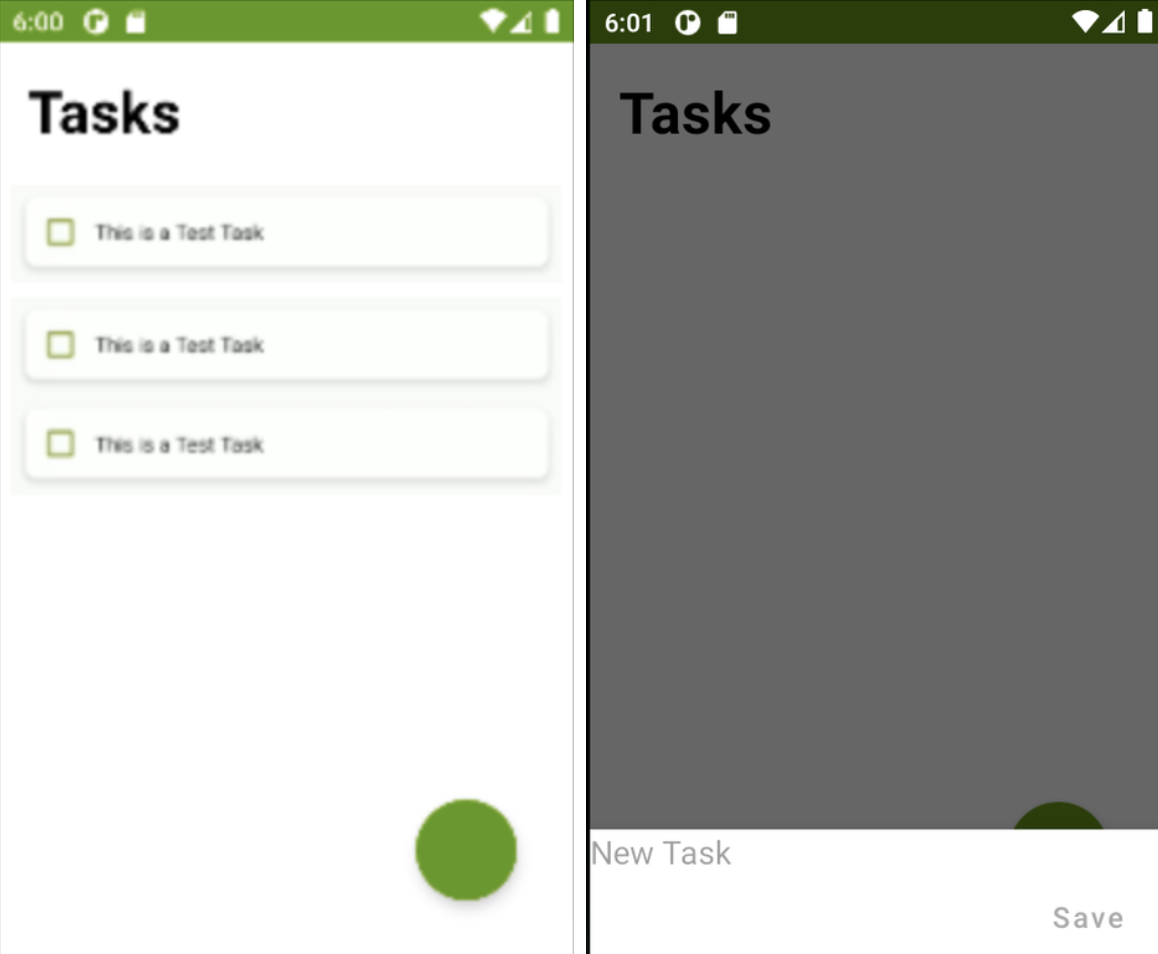 6:00
Tasks
This is a Test Task
This is a Test Task
This is a Test Task
6:01
Tasks
New Task
Save